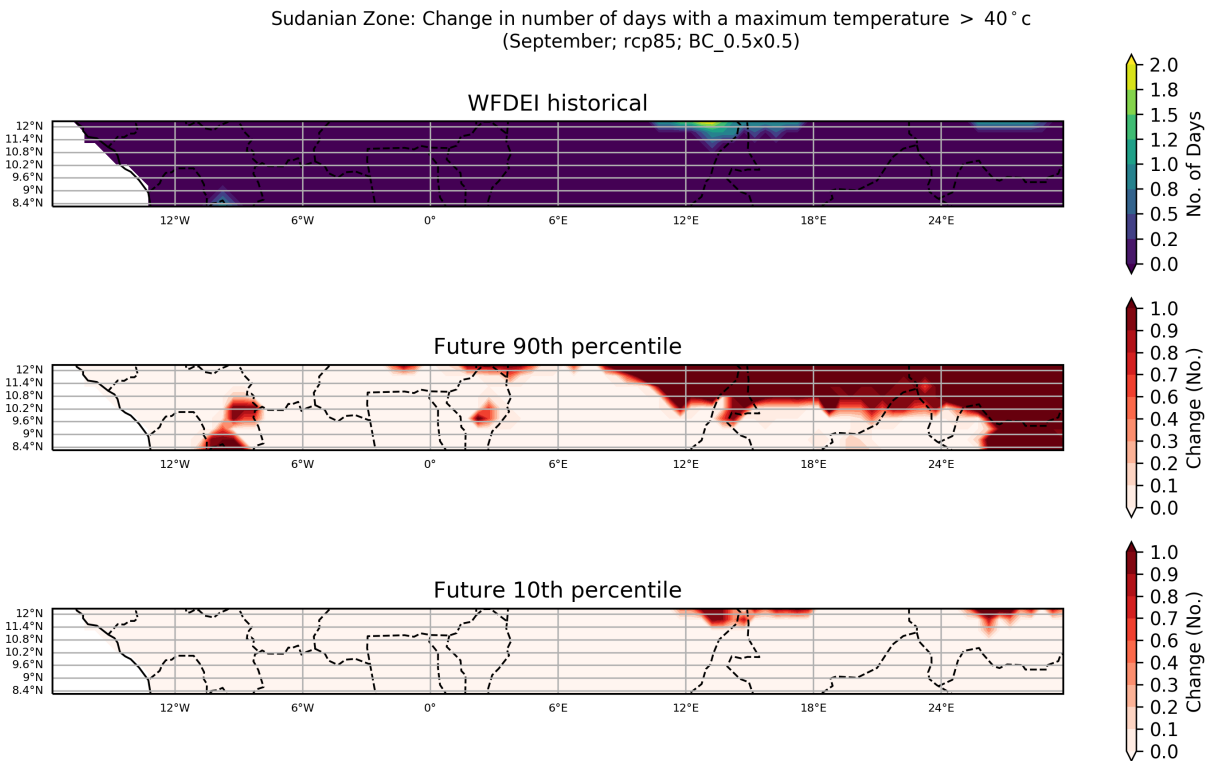 Sudanian Zone: Change in number of days with a maximum temperature > 40°c
(September; rcp85; BC_0.5x0.5)
WFDEI historical
12°N
11.4°N
10.8°N
10.2°N
9.6°N
9°N
8.4°N
12°W 6°W 0° 6°E 12°E 18°E 24°E
2.0
1.8
1.5
1.2
1.0
0.8
0.5
0.2
0.0
No. of Days
Future 90th percentile
12°N
11.4°N
10.8°N
10.2°N
9.6°N
9°N
8.4°N
12°W 6°W 0° 6°E 12°E 18°E 24°E
1.0
0.9
0.8
0.7
0.6
0.4
0.3
0.2
0.1
0.0
Change (No.)
Future 10th percentile
12°N
11.4°N
10.8°N
10.2°N
9.6°N
9°N
8.4°N
12°W 6°W 0° 6°E 12°E 18°E 24°E
1.0
0.9
0.8
0.7
0.6
0.4
0.3
0.2
0.1
0.0
Change (No.)